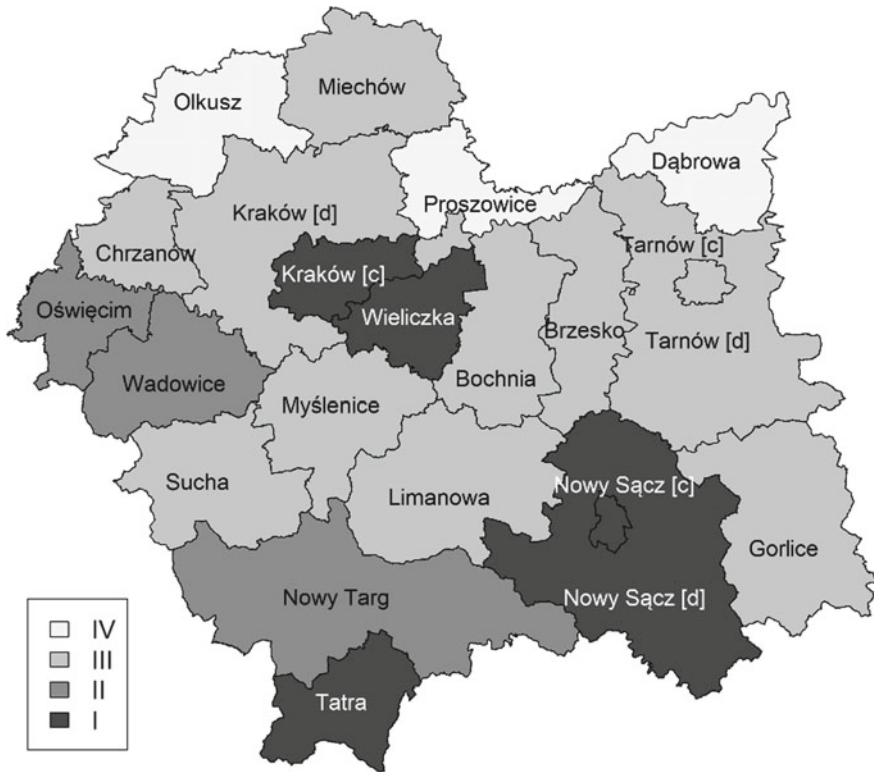 Miechów
Olkusz
Dąbrowa
Proszowice
Kraków [d]
Chrzanów
Tarnów [c]
Kraków [c]
Oświęcim
Wieliczka
Brzesko
Tarnów [d]
Wadowice
Bochnia
Myślenice
Sucha
Limanowa
Nowy Sącz [c]
Gorlice
Nowy Targ
Nowy Sącz [d]
Tatra
IV
III
II
I